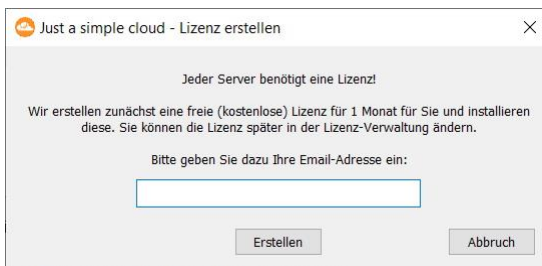 Just a simple cloud - Lizenz erstellen
Jeder Server benötigt eine Lizenz!
Wir erstellen zunächst eine freie (kostenlose) Lizenz für 1 Monat für Sie und installieren
diese. Sie können die Lizenz später in der Lizenz-Verwaltung ändern.
Bitte geben Sie dazu Ihre Email-Adresse ein:
Erstellen Abbruch